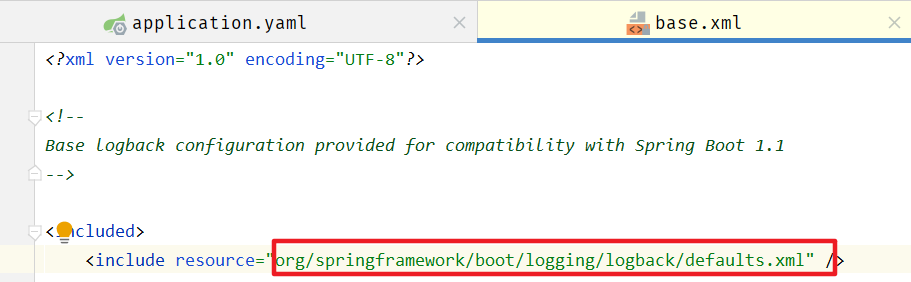 application.yaml
base.xml
<?xml version="1.0" encoding="UTF-8"?>
<!--
Base logback configuration provided for compatibility with Spring Boot 1.1
-->
<included>
<include resource="org/springframework/boot/logging/logback/defaults.xml" />